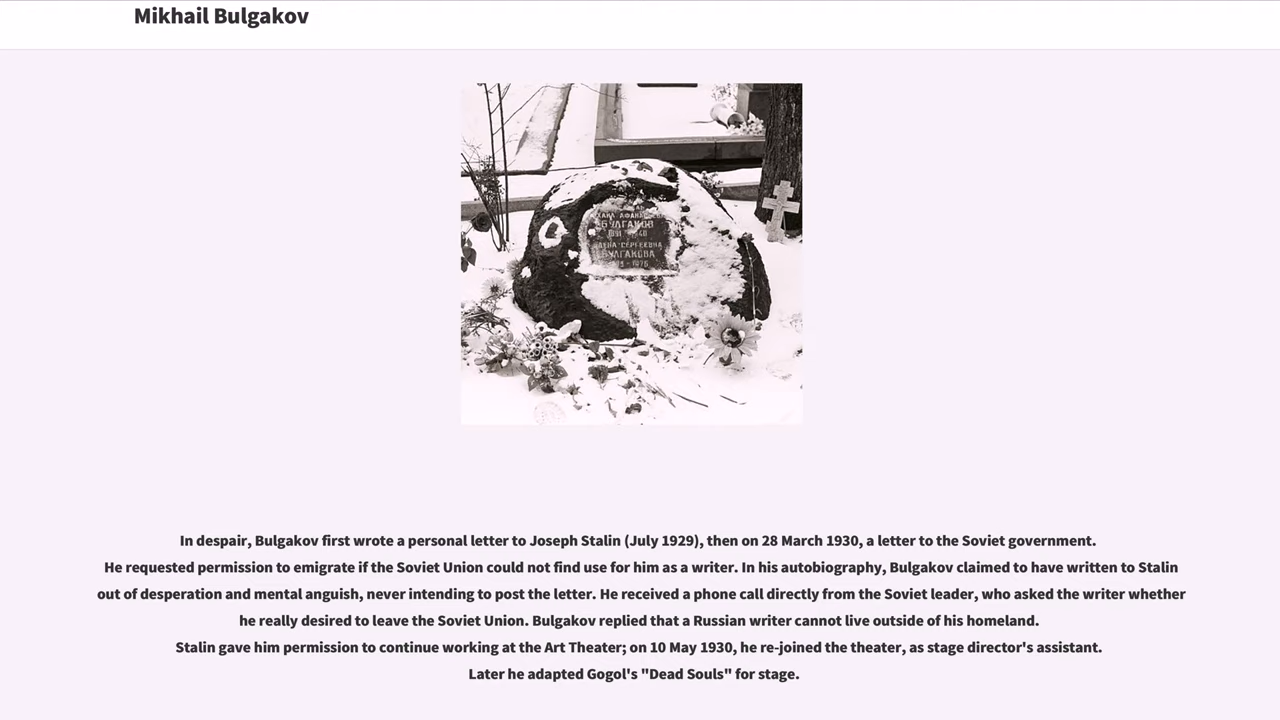 Mikhail Bulgakov
БУЛГАКОВ
СЕРГЕЕВНА
БУЛГАКОВА
In despair, Bulgakov first wrote a personal letter to Joseph Stalin (July 1929), then on 28 March 1930, a letter to the Soviet government.
He requested permission to emigrate if the Soviet Union could not find use for him as a writer. In his autobiography, Bulgakov claimed to have written to Stalin
out of desperation and mental anguish, never intending to post the letter. He received a phone call directly from the Soviet leader, who asked the writer whether
he really desired to leave the Soviet Union. Bulgakov replied that a Russian writer cannot live outside of his homeland.
Stalin gave him permission to continue working at the Art Theater; on 10 May 1930, he re-joined the theater, as stage director's assistant.
Later he adapted Gogol's "Dead Souls" for stage.